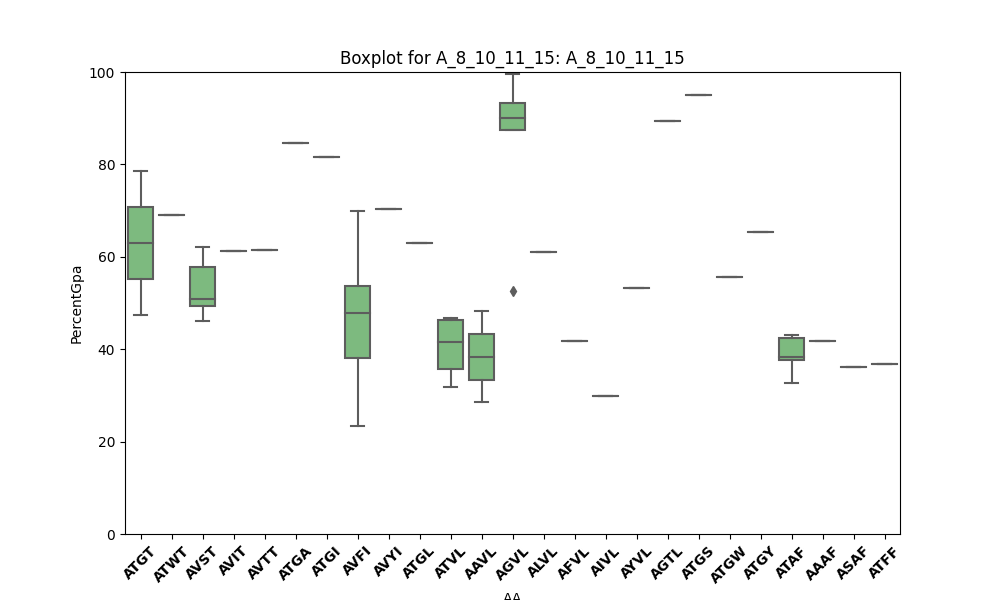 Boxplot for A_8_10_11_15: A_8_10_11_15
100
80
60
40
20
0
PercentGpa
ATGT ATWT AVST AVIT AVTT ATGA ATGI AVFI AVYI ATGL ATVL AAVL AGVL ALVL AFVL AIVL AYVL AGTL ATGS ATGW ATGY ATAF AAAF ASAF ATFF
AA